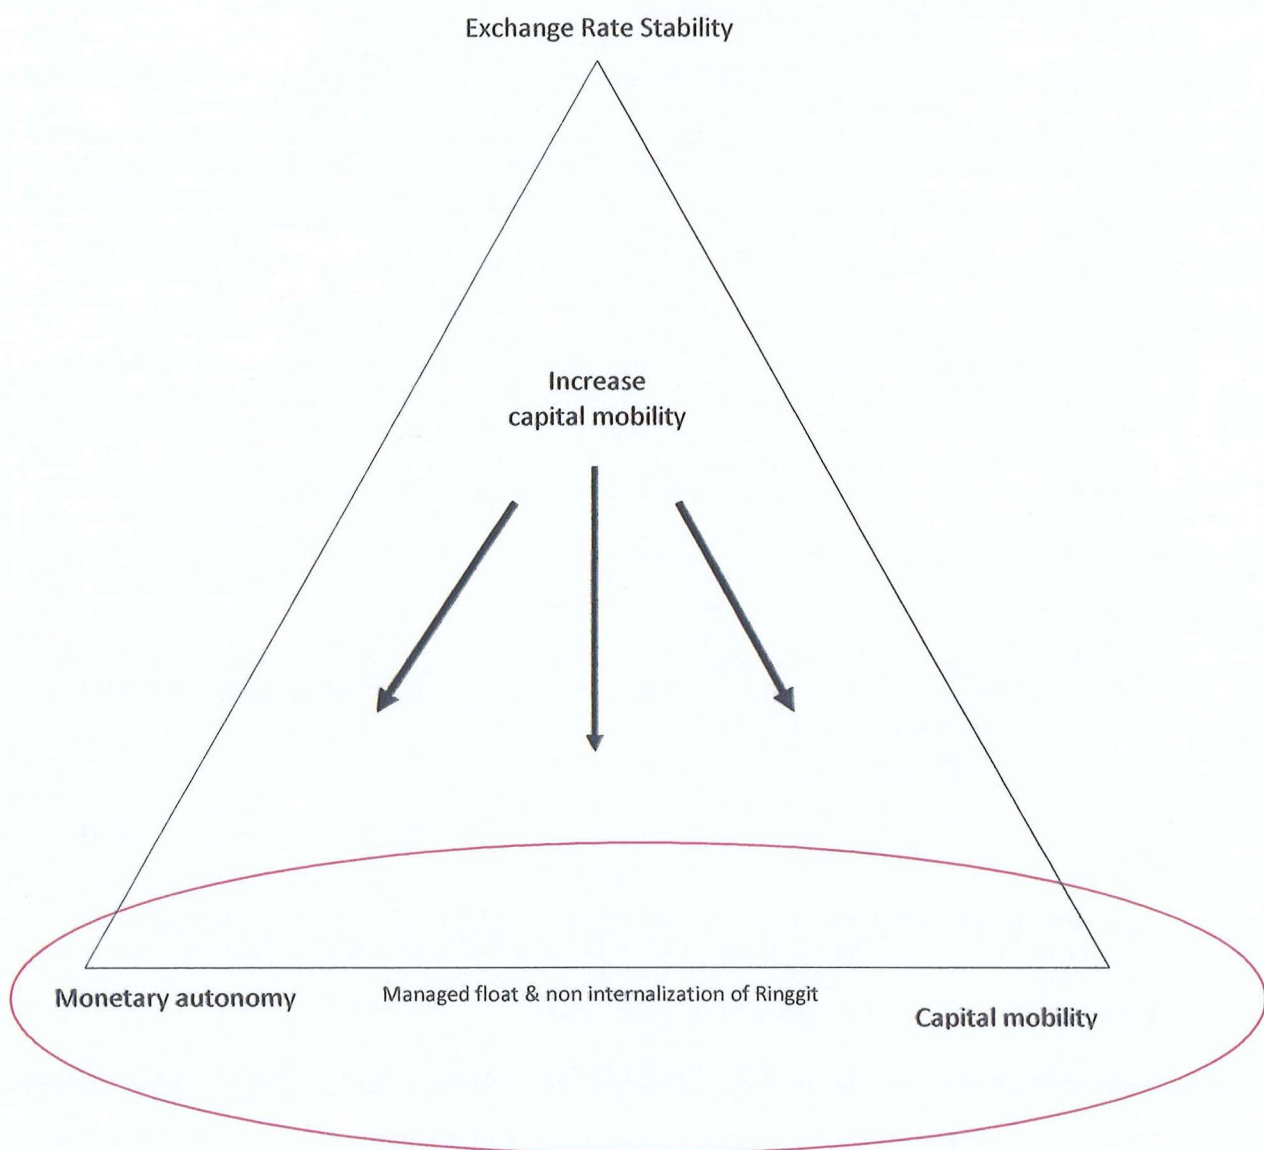 Exchange Rate Stability
Increase
capital mobility
Monetary autonomy
Managed float & non internalization of Ringgit
Capital mobility